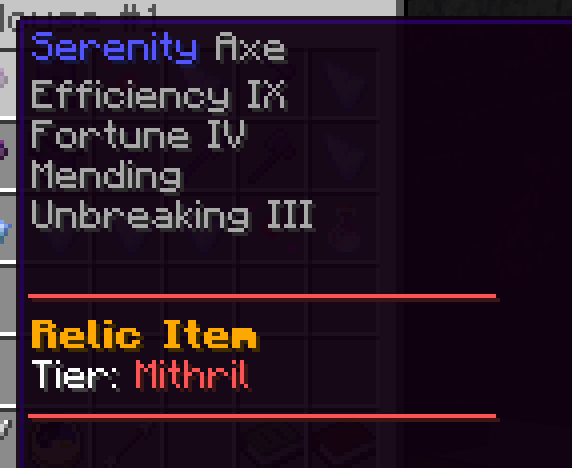 Serenity Axe
Efficiency IX
Fortune IV
Mending
Unbreaking III
Relic Item
Tier: Mithril